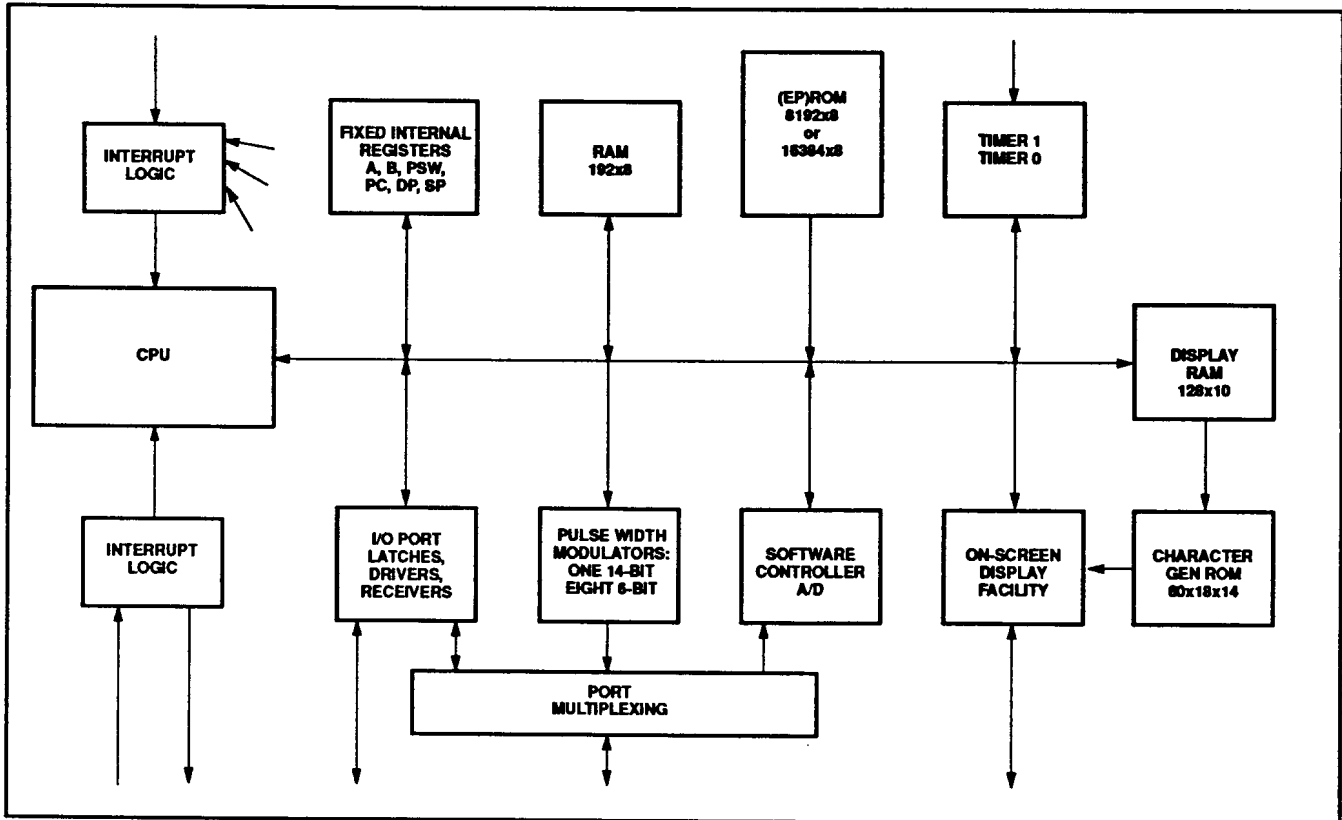 INTERRUPT
LOGIC
FIXED INTERNAL
REGISTERS
A, B, PSW,
PC, DP, SP
RAM
192x8
(EP)ROM
8192x8
or
16384x8
TIMER 1
TIMER 0
CPU
DISPLAY
RAM
128x10
INTERRUPT
LOGIC
I/O PORT
LATCHES,
DRIVERS,
RECEIVERS
PULSE WIDTH
MODULATORS:
ONE 14-BIT
EIGHT 6-BIT
SOFTWARE
CONTROLLER
A/D
ON-SCREEN
DISPLAY
FACILITY
CHARACTER
GEN ROM
60x18x14
PORT
MULTIPLEXING